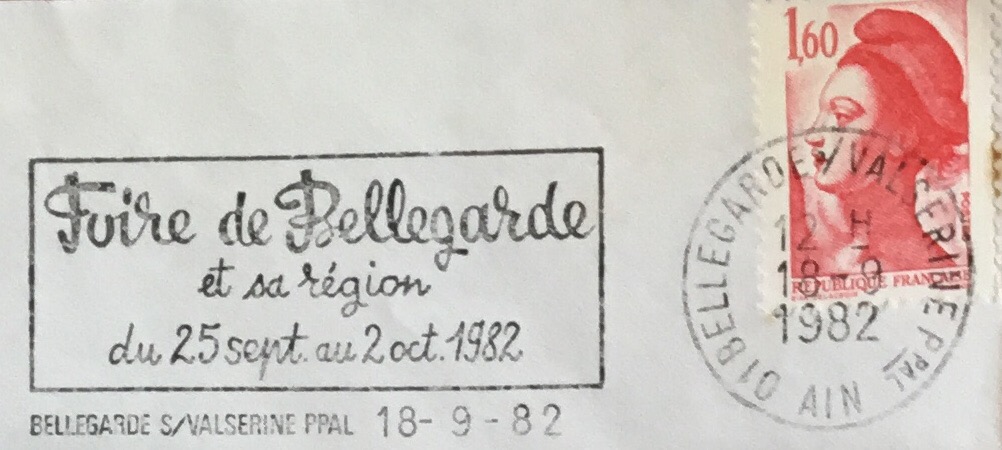 1,60
Foire de Bellegarde
et sa région
du 25 sept. au 2 oct. 1982
BELLEGARDE S/VALSERINE PPAL 18-9-82
01 BELLEGARDE S/VALSERINE PPAL
12 H
18-9
1982
AIN
RÉPUBLIQUE FRANÇAISE